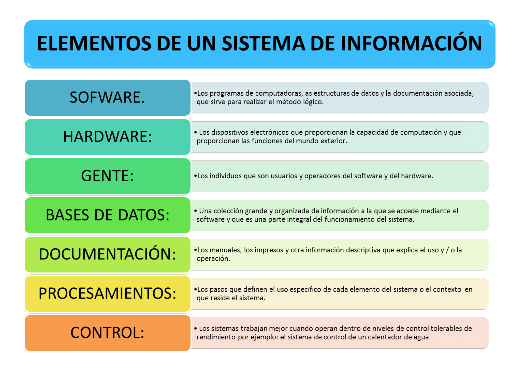 ELEMENTOS DE UN SISTEMA DE INFORMACIÓN
SOFWARE.
•Los programas de computadoras, as estructuras de datos y la documentación asociada,
que sirve para realizar el método lógico.
HARDWARE:
• Los dispositivos electrónicos que proporcionan la capacidad de computación y que
proporcionan las funciones del mundo exterior.
GENTE:
•Los individuos que son usuarios y operadores del software y del hardware.
BASES DE DATOS:
• Una colección grande y organizada de información a la que se accede mediante el
software y que es una parte integral del funcionamiento del sistema.
DOCUMENTACIÓN:
•Los manuales, los impresos y otra información descriptiva que explica el uso y / o la
operación.
PROCESAMIENTOS:
•Los pasos que definen el uso especifico de cada elemento del sistema o el contexto en
que reside el sistema.
CONTROL:
• Los sistemas trabajan mejor cuando operan dentro de niveles de control tolerables de
rendimiento por ejemplo: el sistema de control de un calentador de agua